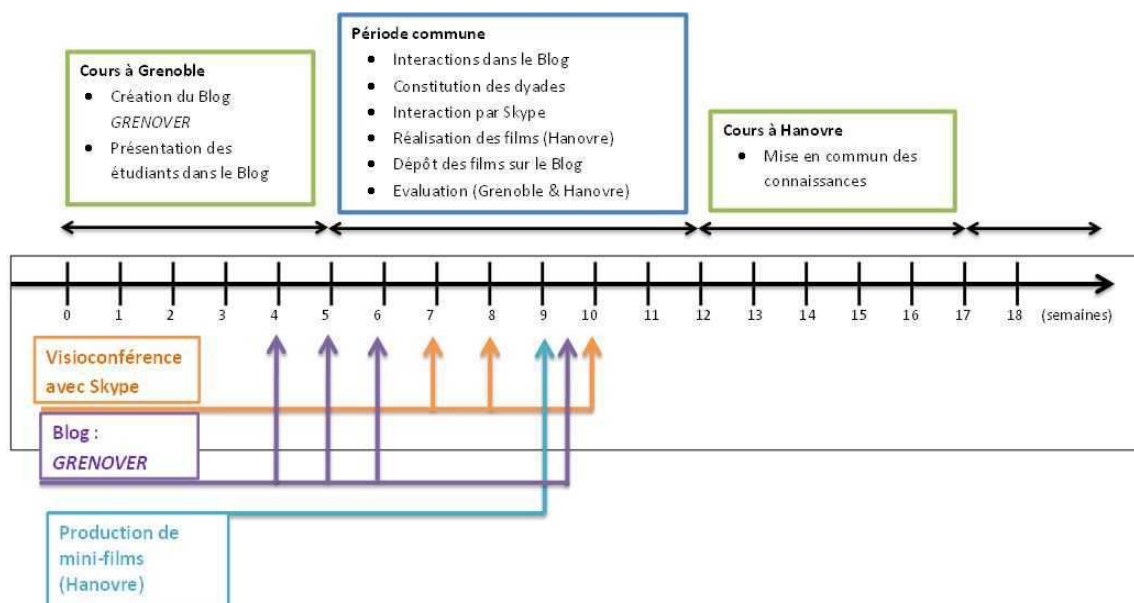 Cours à Grenoble
• Création du Blog
GRENOVER
• Présentation des
étudiants dans le Blog
Période commune
• Interactions dans le Blog
• Constitution des dyades
• Interaction par Skype
• Réalisation des films (Hanovre)
• Dépôt des films sur le Blog
• Evaluation (Grenoble & Hanovre)
Cours à Hanovre
• Mise en commun des
connaissances
0 1 2 3 4 5 6 7 8 9 10 11 12 13 14 15 16 17 18 (semaines)
Visioconférence
avec Skype
Blog :
GRENOVER
Production de
mini-films
(Hanovre)